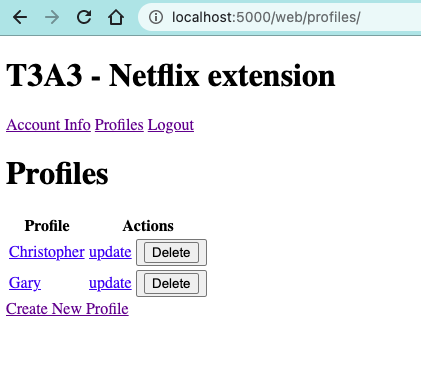 localhost:5000/web/profiles/
T3A3 - Netflix extension
Account Info Profiles Logout
Profiles
Profile Actions
Christopher update Delete
Gary update Delete
Create New Profile